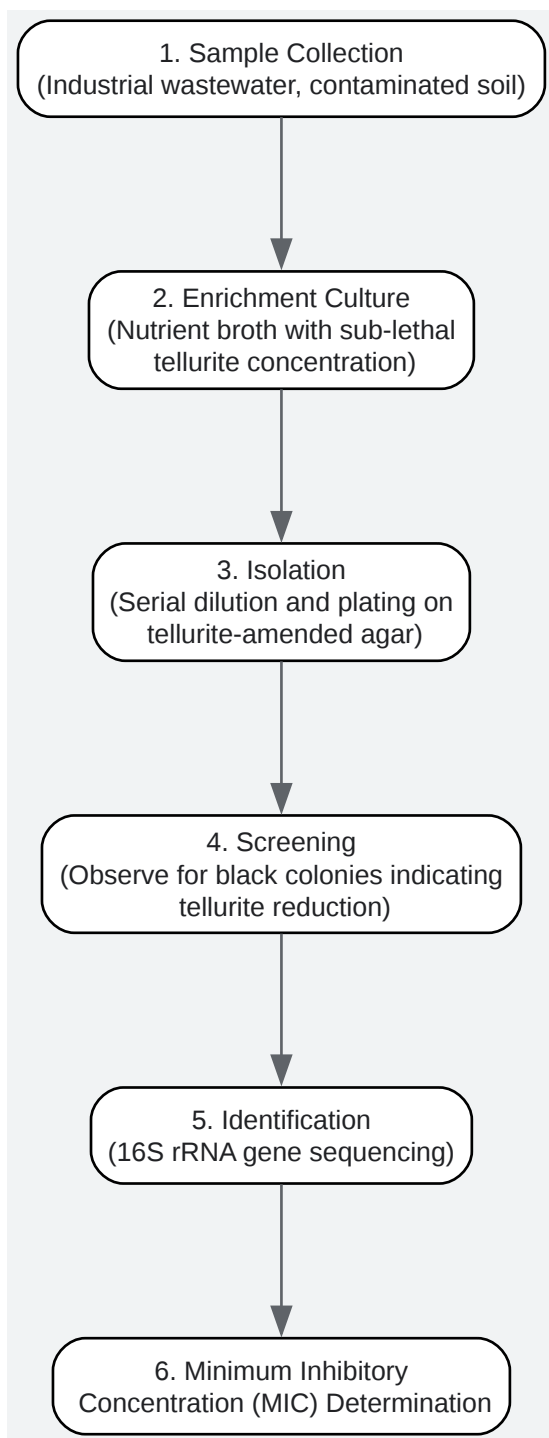 1. Sample Collection
(Industrial wastewater, contaminated soil)
2. Enrichment Culture
(Nutrient broth with sub-lethal
tellurite concentration)
3. Isolation
(Serial dilution and plating on
tellurite-amended agar)
4. Screening
(Observe for black colonies indicating
tellurite reduction)
5. Identification
(16S rRNA gene sequencing)
6. Minimum Inhibitory
Concentration (MIC) Determination